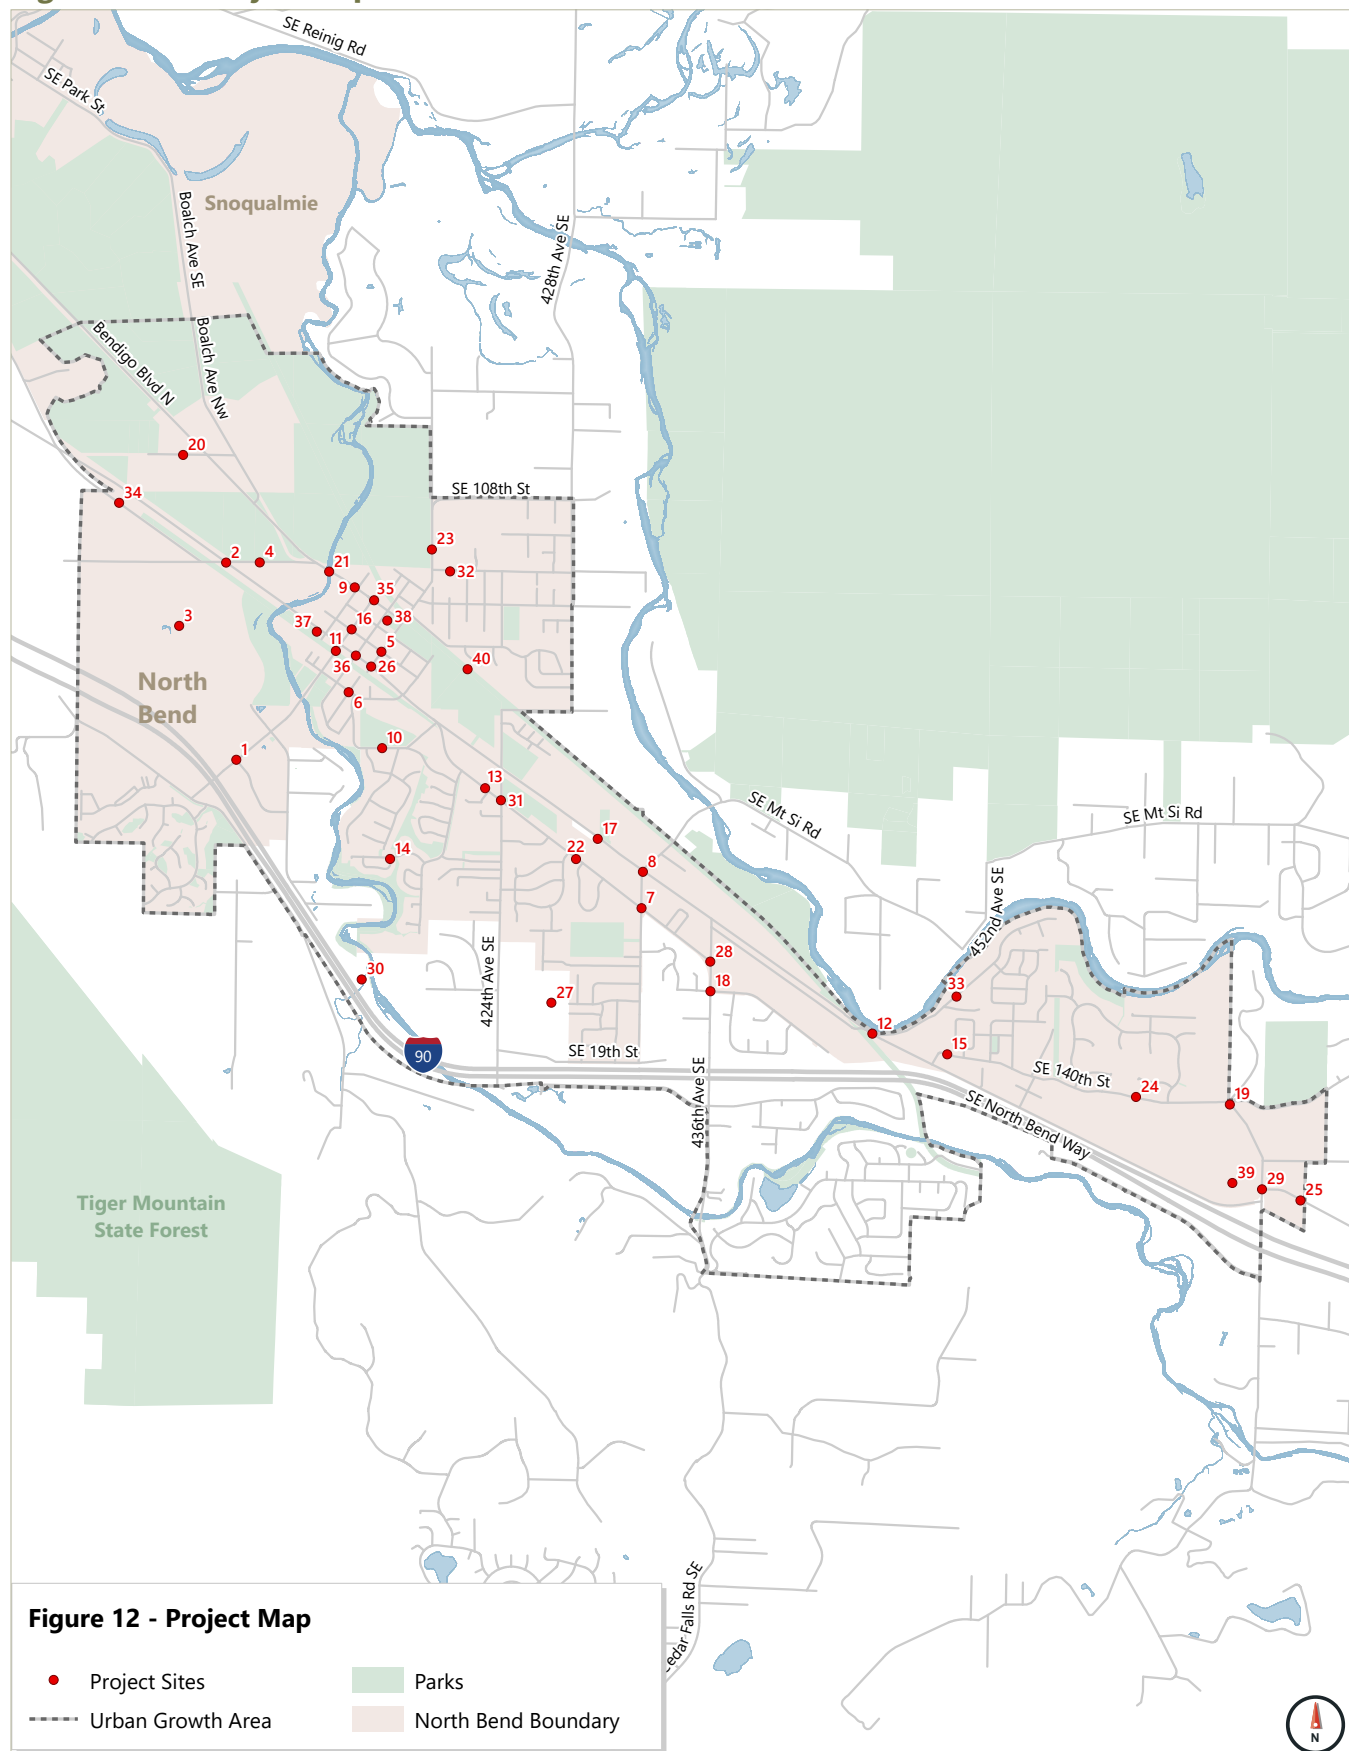 SE Reinig Rd
SE Park St
Snoqualmie
Boalch Ave SE
428th Ave SE
Bendigo Blvd N
Boalch Ave Nw
20
34
SE 108th St
23
2
4
21
32
9
35
3
37
16
38
11
5
36
26
40
North
Bend
6
10
1
13
31
SE Mt Si Rd
SE Mt Si Rd
17
22
14
8
7
452nd Ave SE
28
424th Ave SE
30
18
33
27
12
SE 19th St
90
15
SE 140th St
24
19
436th Ave SE
SE North Bend Way
39
29
25
Tiger Mountain
State Forest
edar Falls Rd SE
Figure 12 - Project Map
Project Sites
Parks
Urban Growth Area
North Bend Boundary
N